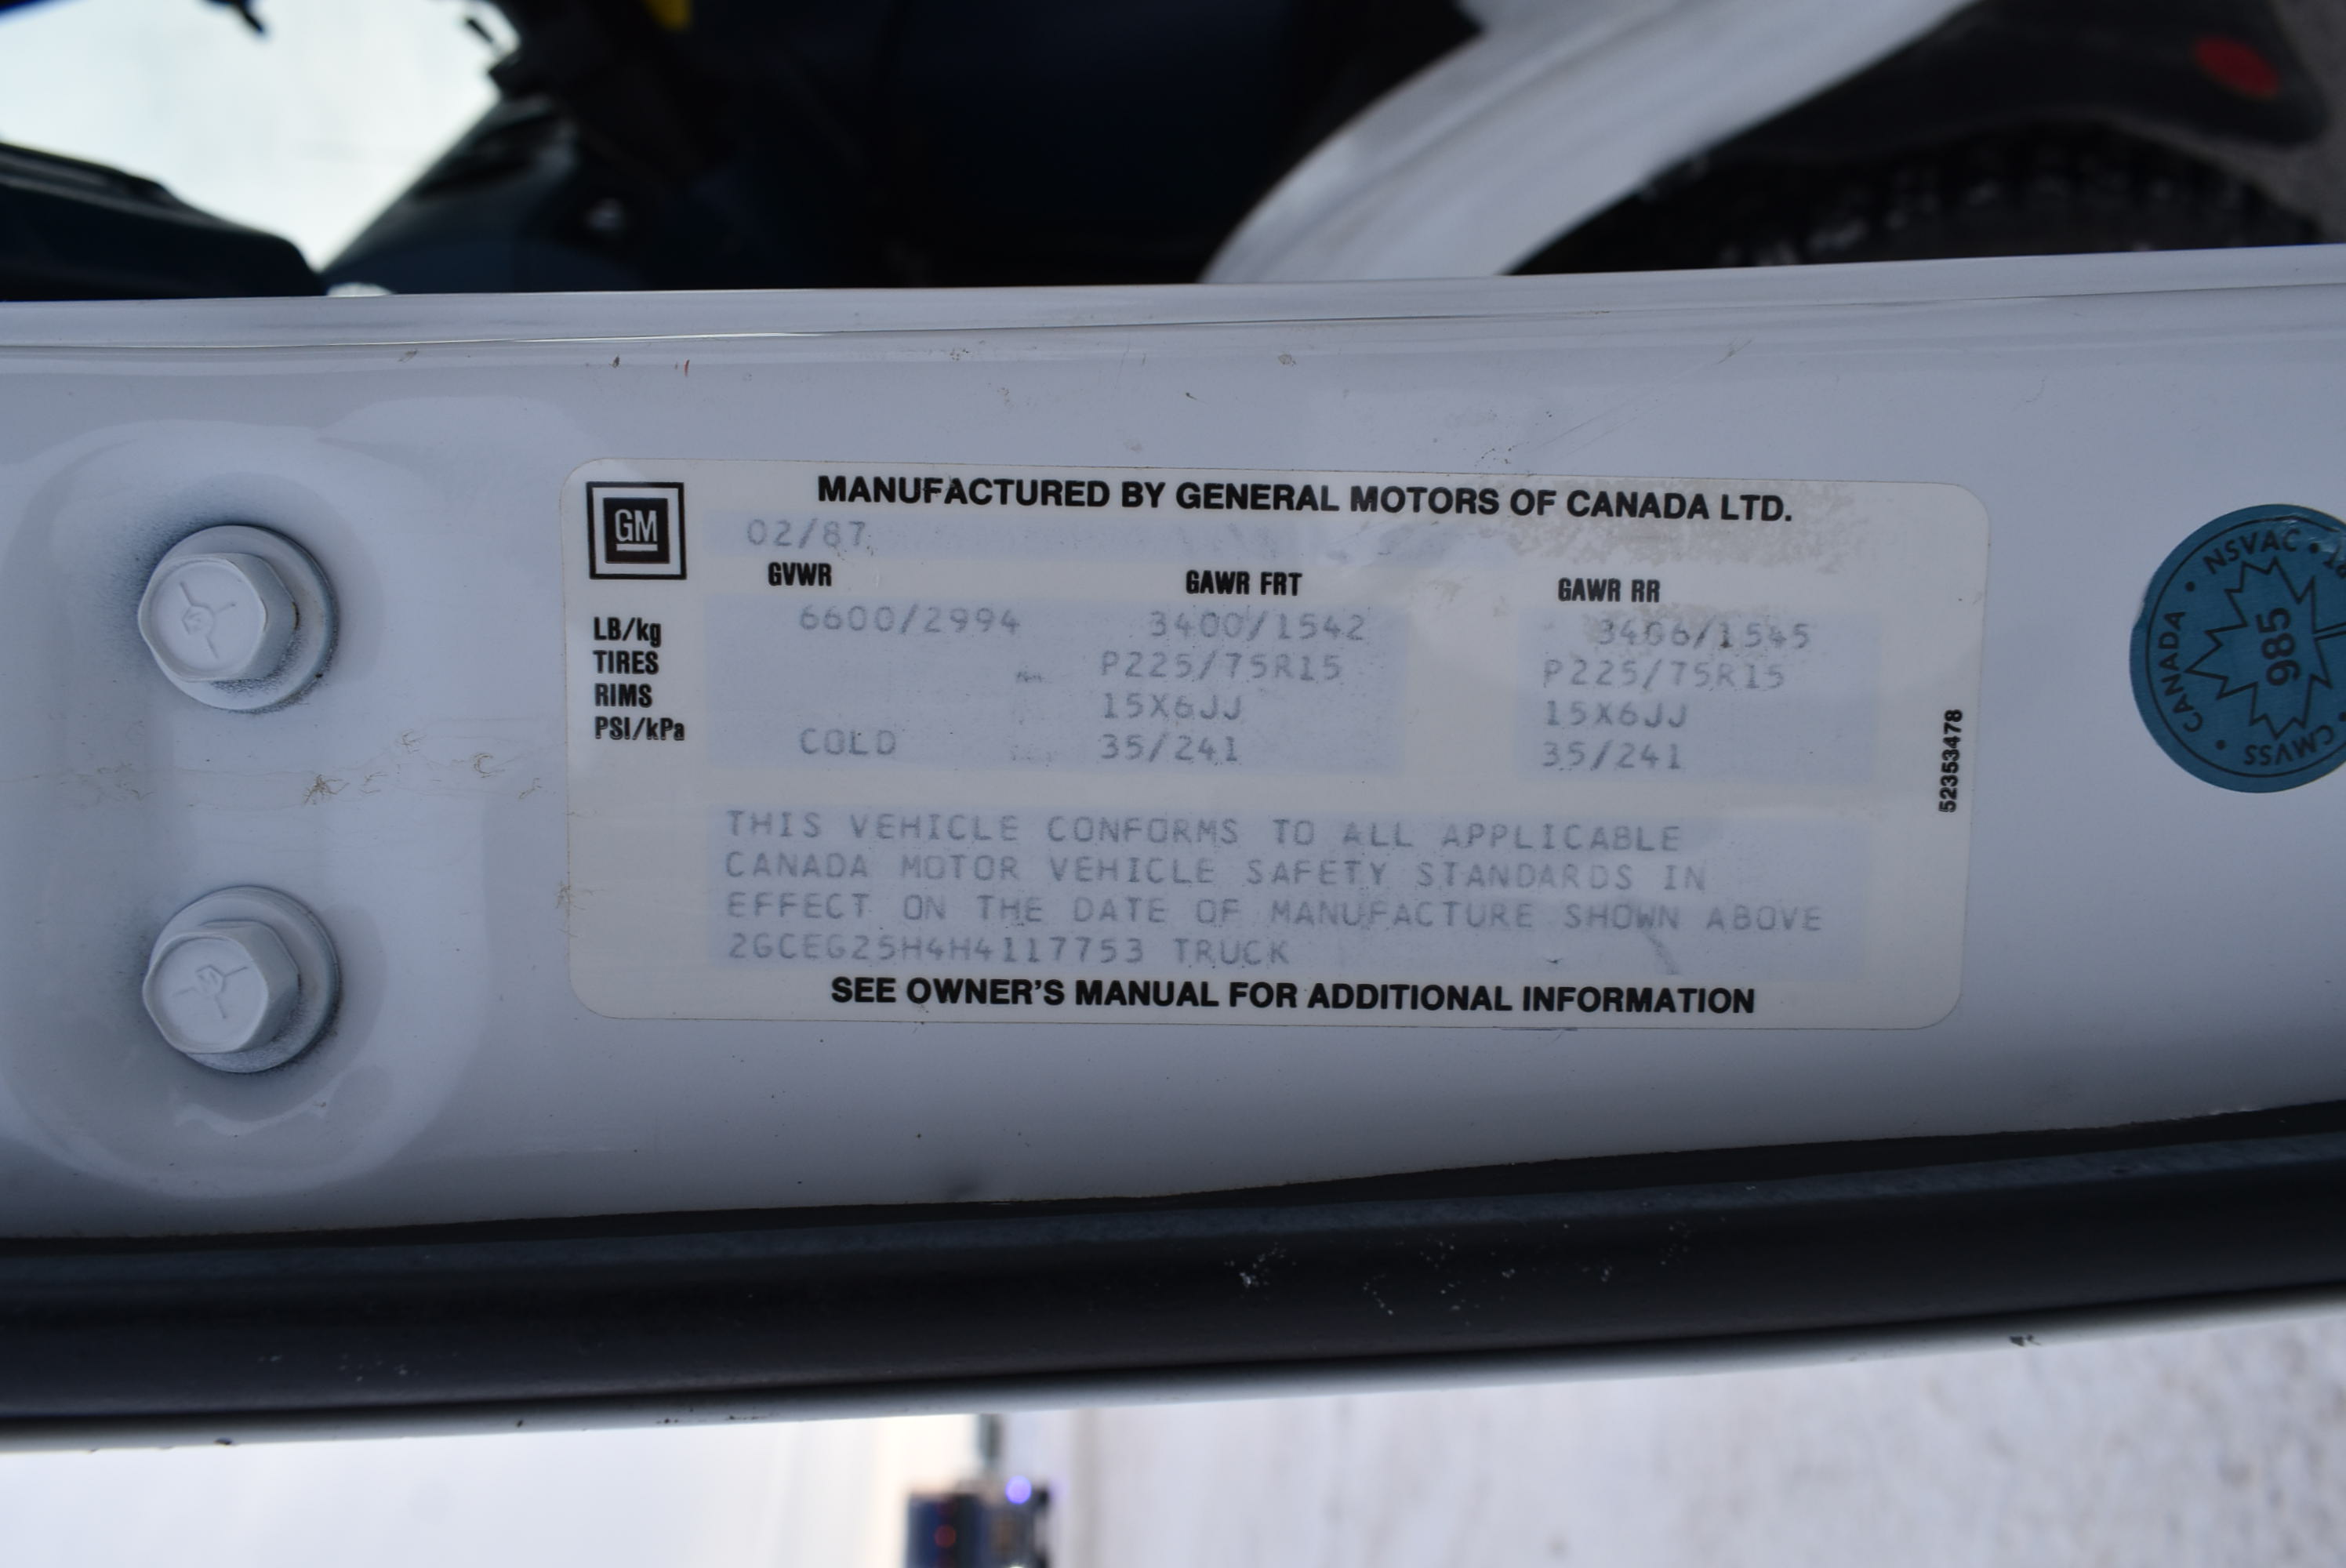 MANUFACTURED BY GENERAL MOTORS OF CANADA LTD.
GM
02/87
GVWR GAWR FRT GAWR RR
LB/kg 6600/2994 3400/1542 3406/1545
TIRES P225/75R15 P225/75R15
RIMS 15X6JJ 15X6JJ
PSI/kPa COLD 35/241 35/241
THIS VEHICLE CONFORMS TO ALL APPLICABLE
CANADA MOTOR VEHICLE SAFETY STANDARDS IN
EFFECT ON THE DATE OF MANUFACTURE SHOWN ABOVE
2GCEG25H4H4117753 TRUCK
SEE OWNER'S MANUAL FOR ADDITIONAL INFORMATION
52353478
CANADA • NSVAC •
985
• CMVSS